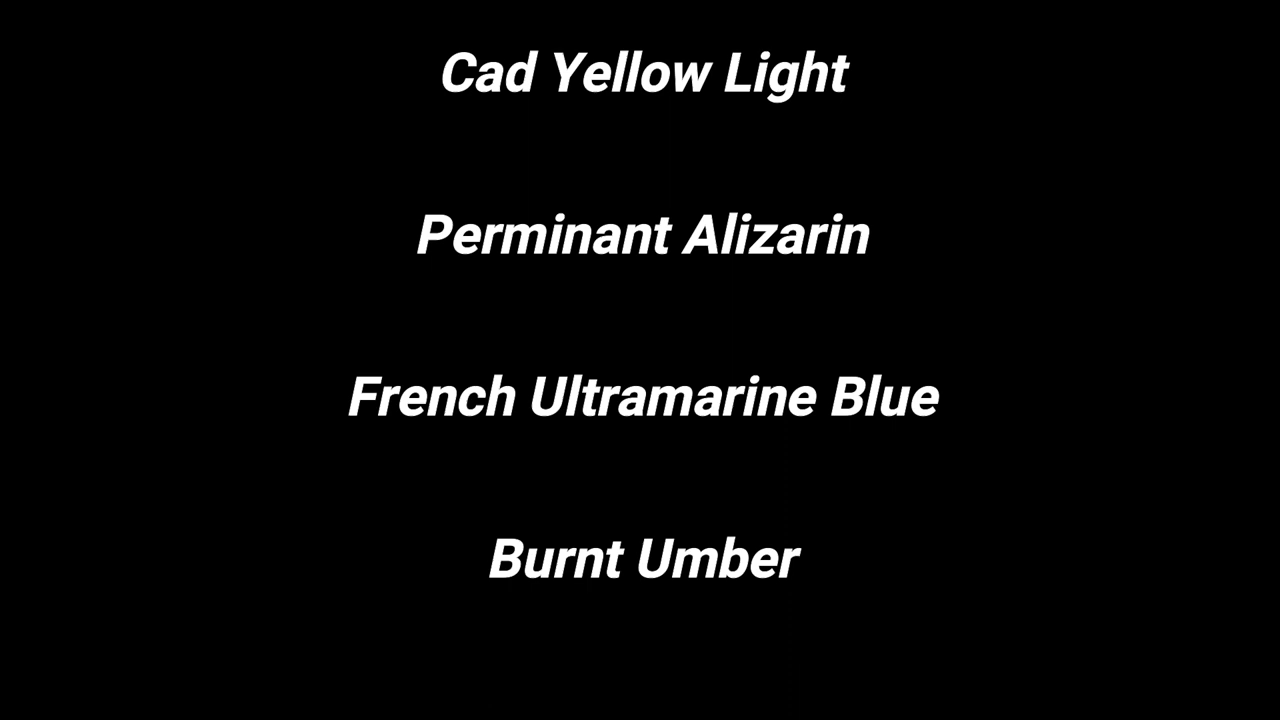 Cad Yellow Light
Perminant Alizarin
French Ultramarine Blue
Burnt Umber